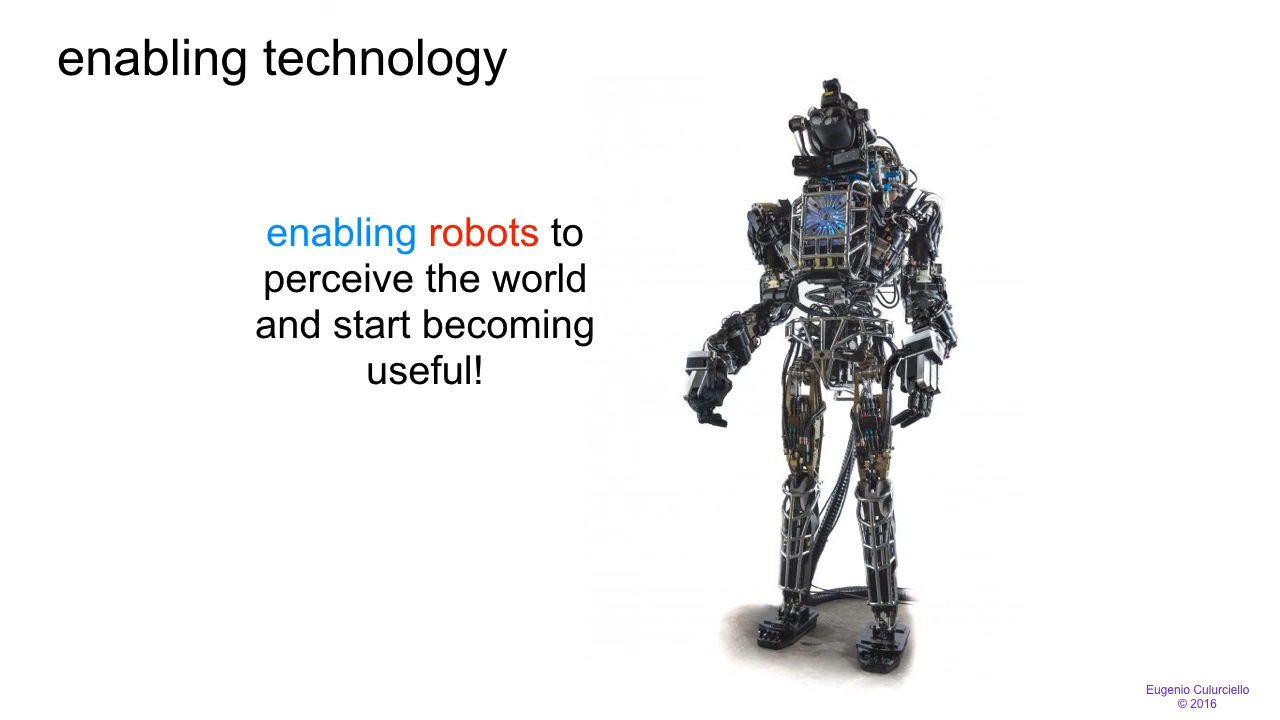 enabling technology
enabling robots to
perceive the world
and start becoming
useful!
Eugenio Culurciello
© 2016